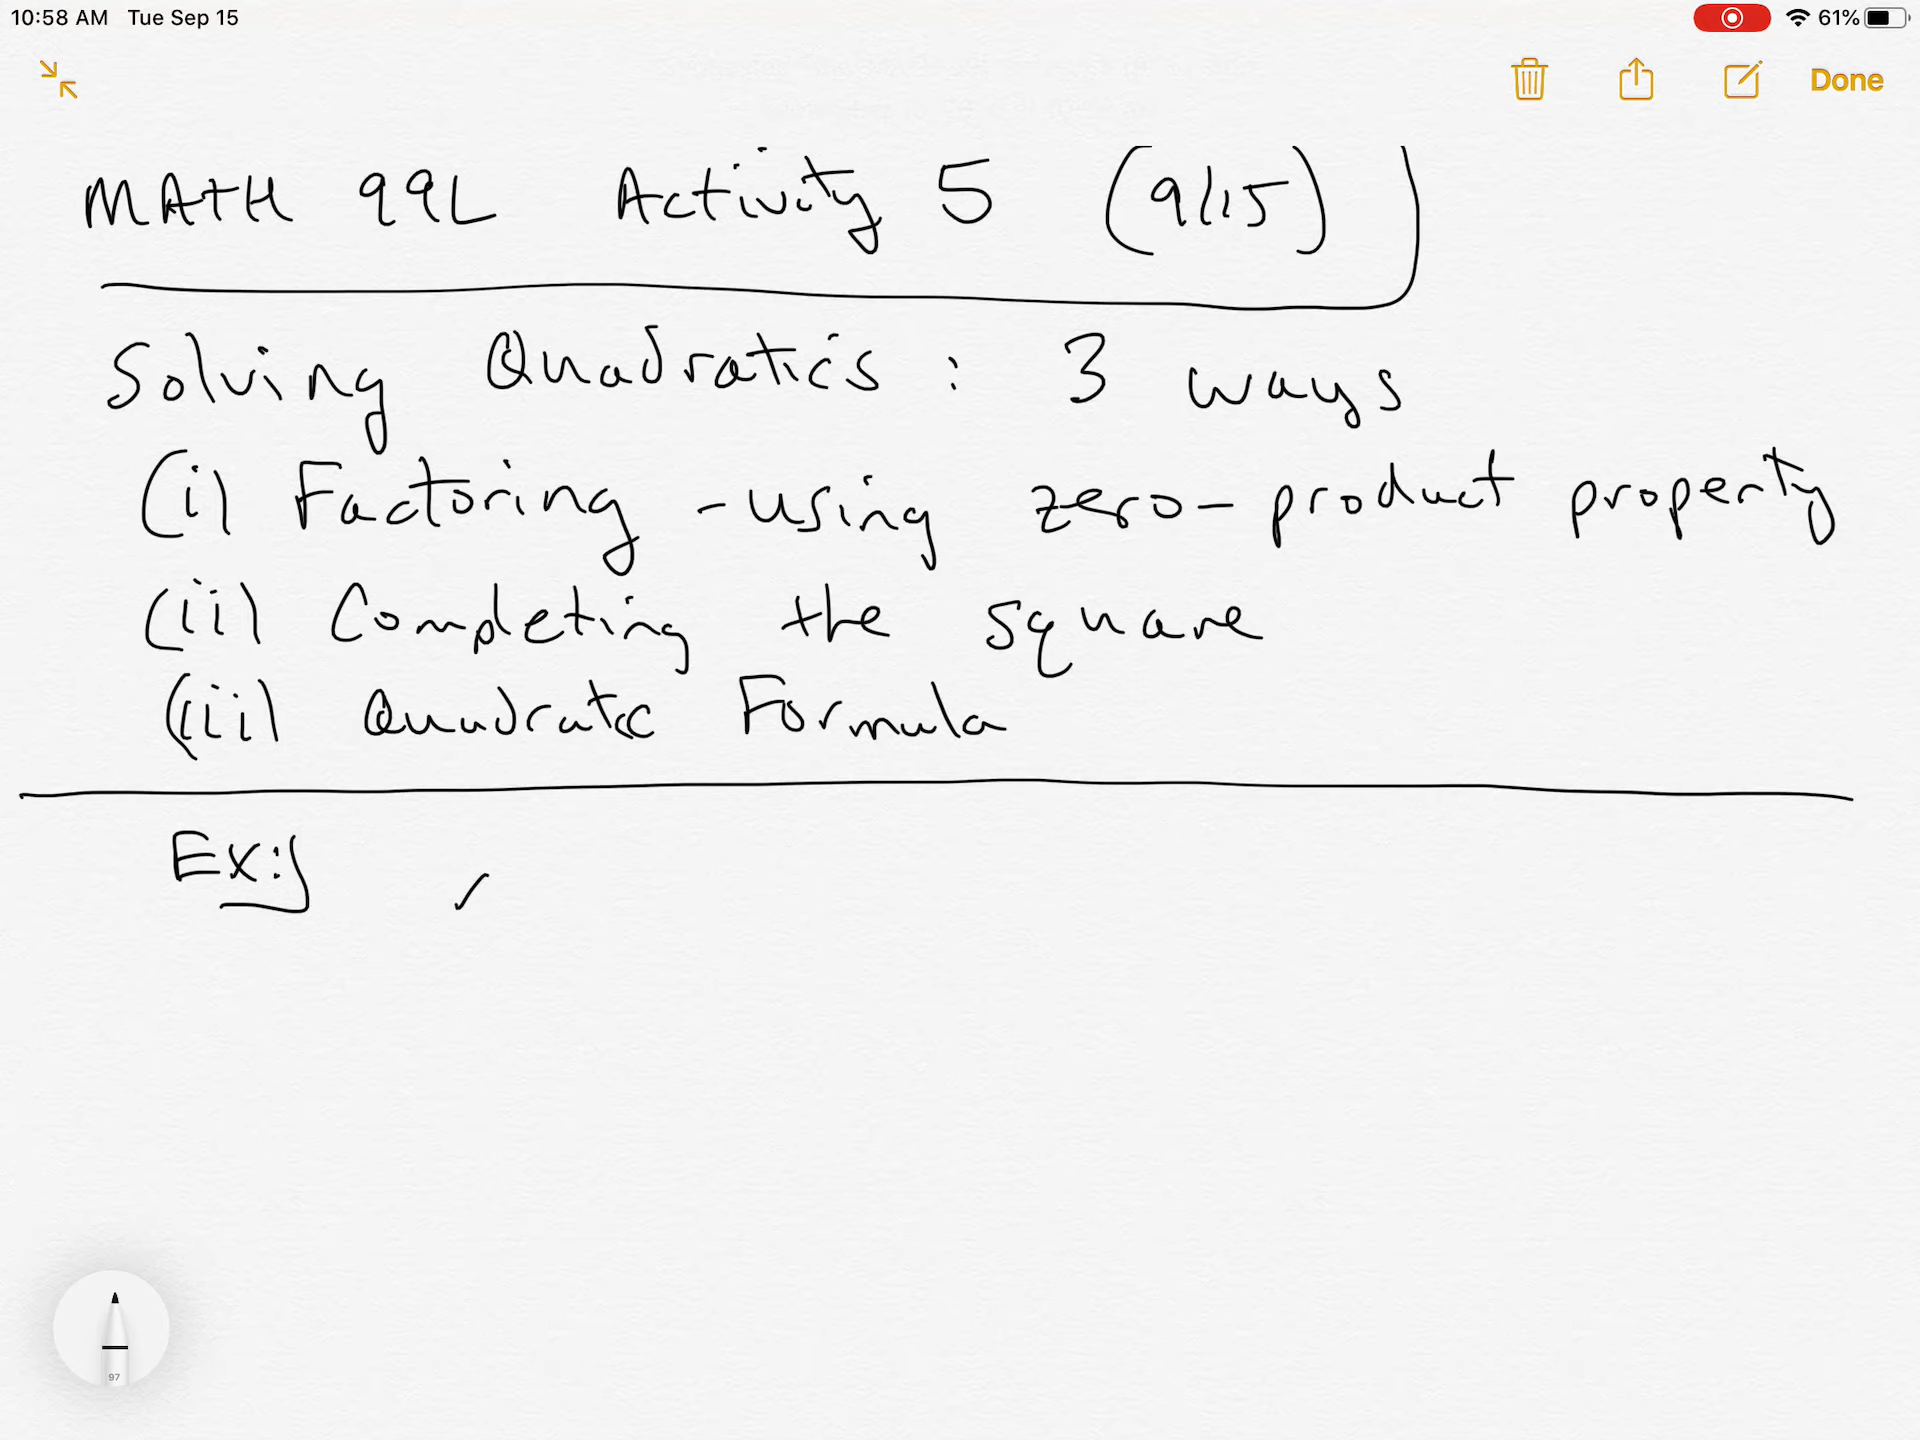 10:58 AM Tue Sep 15
61%
Done
MATH 99L Activity 5 (9/15)
Solving Quadratics : 3 ways
(i) Factoring - using zero-product property
(ii) Completing the square
(iii) Quadratic Formula
Ex:
97